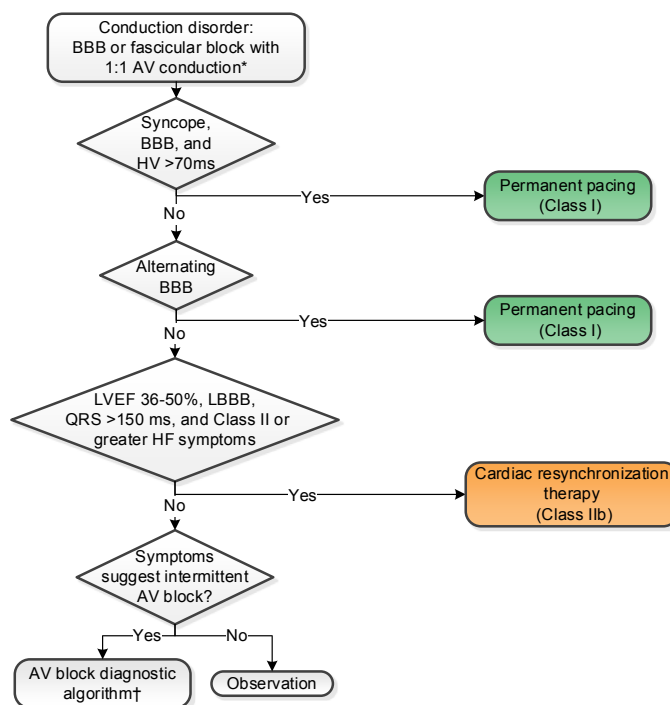 Conduction disorder:
BBB or fascicular block with
1:1 AV conduction*
Syncope,
BBB, and
HV >70ms
Yes
Permanent pacing
(Class I)
No
Alternating
BBB
Yes
Permanent pacing
(Class I)
No
LVEF 36-50%, LBBB,
QRS >150 ms, and Class II or
greater HF symptoms
Yes
Cardiac resynchronization
therapy
(Class IIb)
No
Symptoms
suggest intermittent
AV block?
Yes
No
AV block diagnostic
algorithm†
Observation